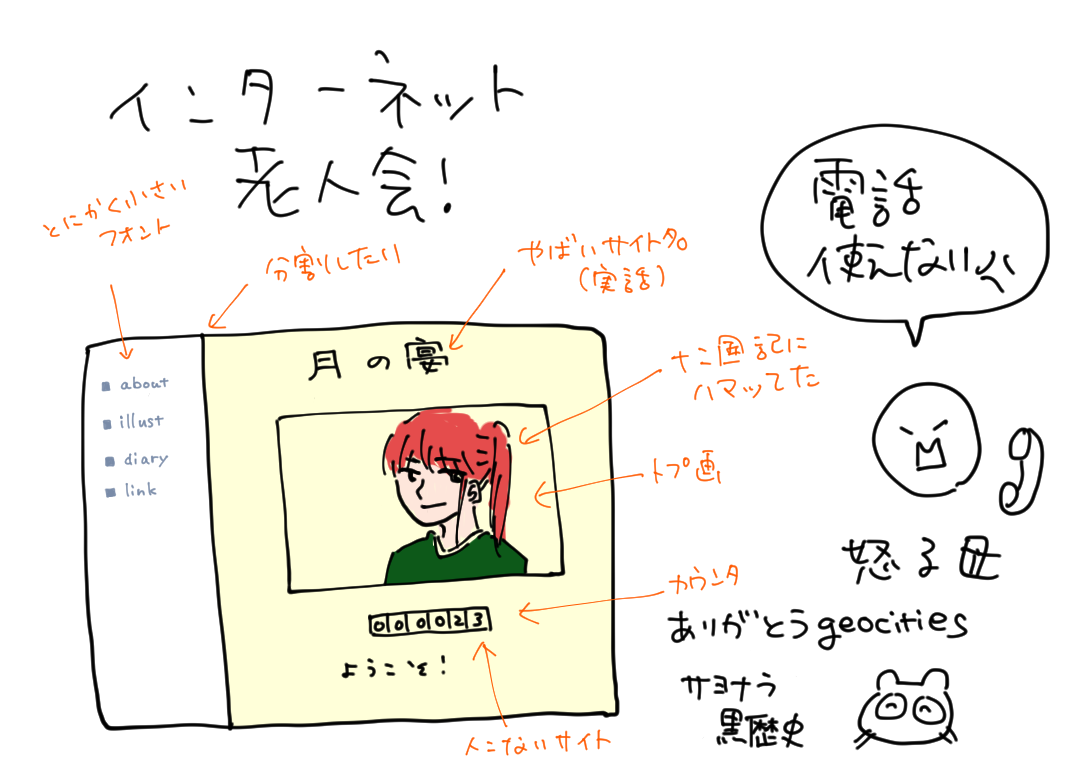 インターネット
老人会!
とにかく小さい
フォント
分割したい
やばいサイト名
(実話)
電話
使えない
about
illust
diary
link
月の宴
十二国記に
ハマッてた
トプ画
カウンタ
000023
ようこそ!
人こないサイト
怒る母
ありがとうgeocities
サヨナラ
黒歴史